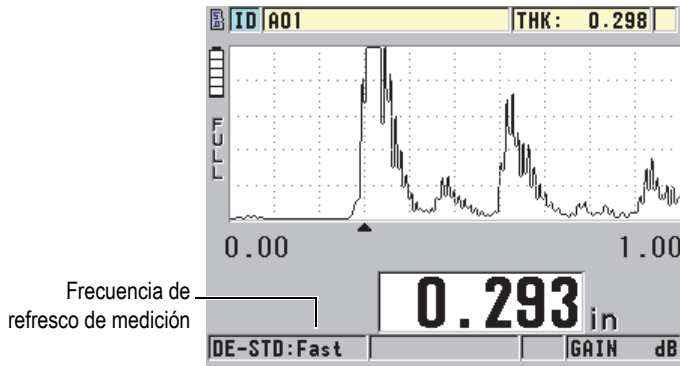 ID A01 THK: 0.298
FULL
0.00 1.00
Frecuencia de
refresco de medición
0.293 in
DE-STD:Fast GAIN dB